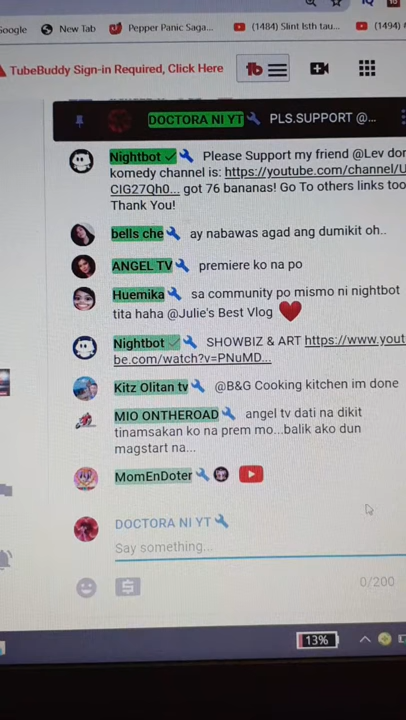 Google
New Tab
Pepper Panic Saga...
(1484) Slint Isth tau...
(1494)
TubeBuddy Sign-in Required, Click Here
tb
DOCTORA NI YT PLS.SUPPORT @...
Nightbot Please Support my friend @Lev
komedy channel is: https://youtube.com/channel/U
CIG27Qh0... got 76 bananas! Go To others links too
Thank You!
bells che ay nabawas agad ang dumikit oh..
ANGEL TV premiere ko na po
Huemika sa community po mismo ni nightbot
tita haha @Julie's Best Vlog
Nightbot SHOWBIZ & ART https://www.yout
be.com/watch?v=PNuMD...
Kitz Olitan tv @B&G Cooking kitchen im done
MIO ONTHEROAD angel tv dati na dikit
tinamsakan ko na prem mo...balik ako dun
magstart na...
MomEnDoter
DOCTORA NI YT
Say something...
0/200
13%